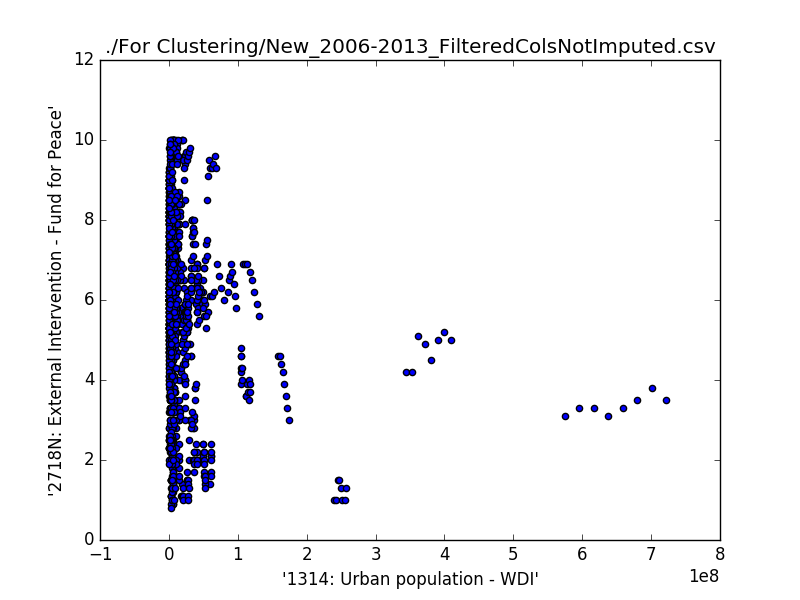 ./For Clustering/New_2006-2013_FilteredColsNotImputed.csv
12
10
8
6
4
2
0
'2718N: External Intervention - Fund for Peace'
−1 0 1 2 3 4 5 6 7 8
1e8
'1314: Urban population - WDI'